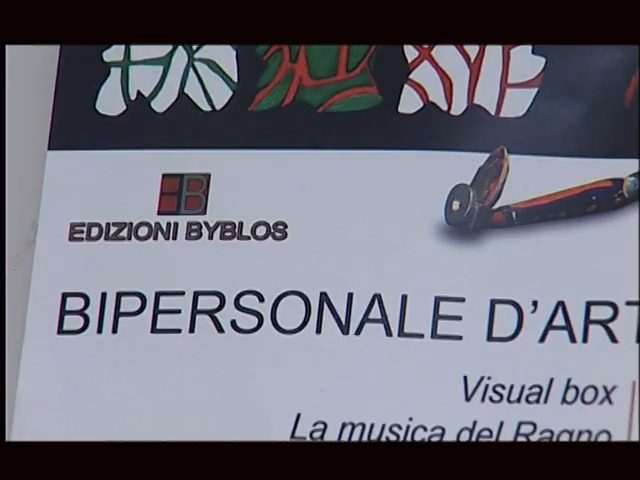 EDIZIONI BYBLOS
BIPERSONALE D'ART
Visual box
La musica del Ragno